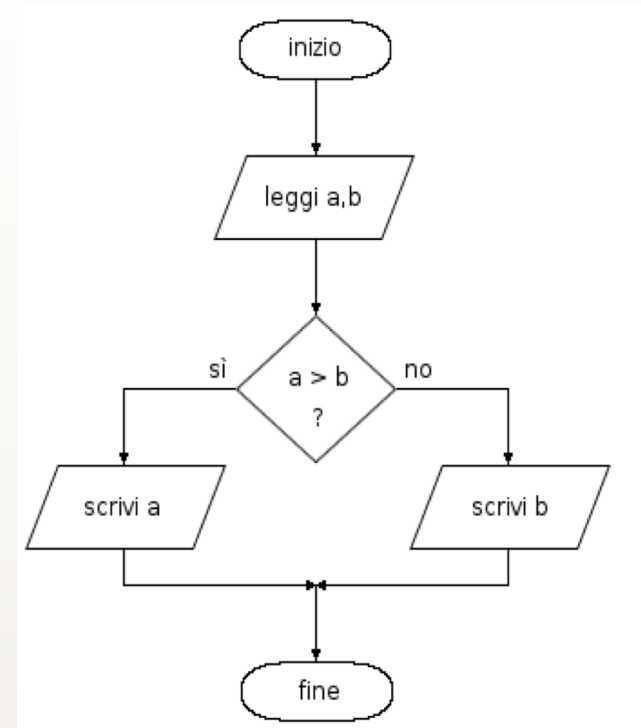 inizio
leggi a,b
a > b
?
sì
no
scrivi a
scrivi b
fine